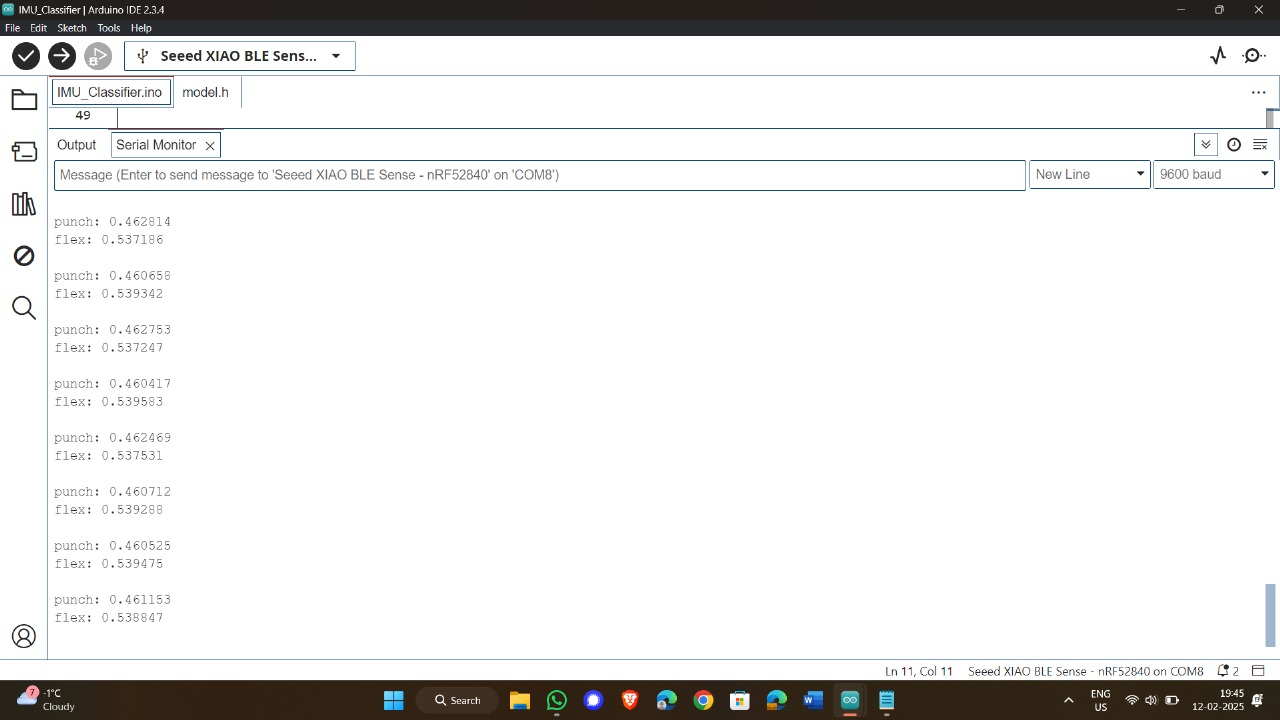 IMU_Classifier | Arduino IDE 2.3.4
File Edit Sketch Tools Help
Seeed XIAO BLE Sens...
IMU_Classifier.ino model.h
49
Output Serial Monitor
Message (Enter to send message to 'Seeed XIAO BLE Sense - nRF52840' on 'COM8') New Line 9600 baud
punch: 0.462814
flex: 0.537186
punch: 0.460658
flex: 0.539342
punch: 0.462753
flex: 0.537247
punch: 0.460417
flex: 0.539583
punch: 0.462469
flex: 0.537531
punch: 0.460712
flex: 0.539288
punch: 0.460525
flex: 0.539475
punch: 0.461153
flex: 0.538847
Ln 11, Col 11 Seeed XIAO BLE Sense - nRF52840 on COM8 2
7 -1°C
Cloudy
Search
ENG
US
19:45
12-02-2025